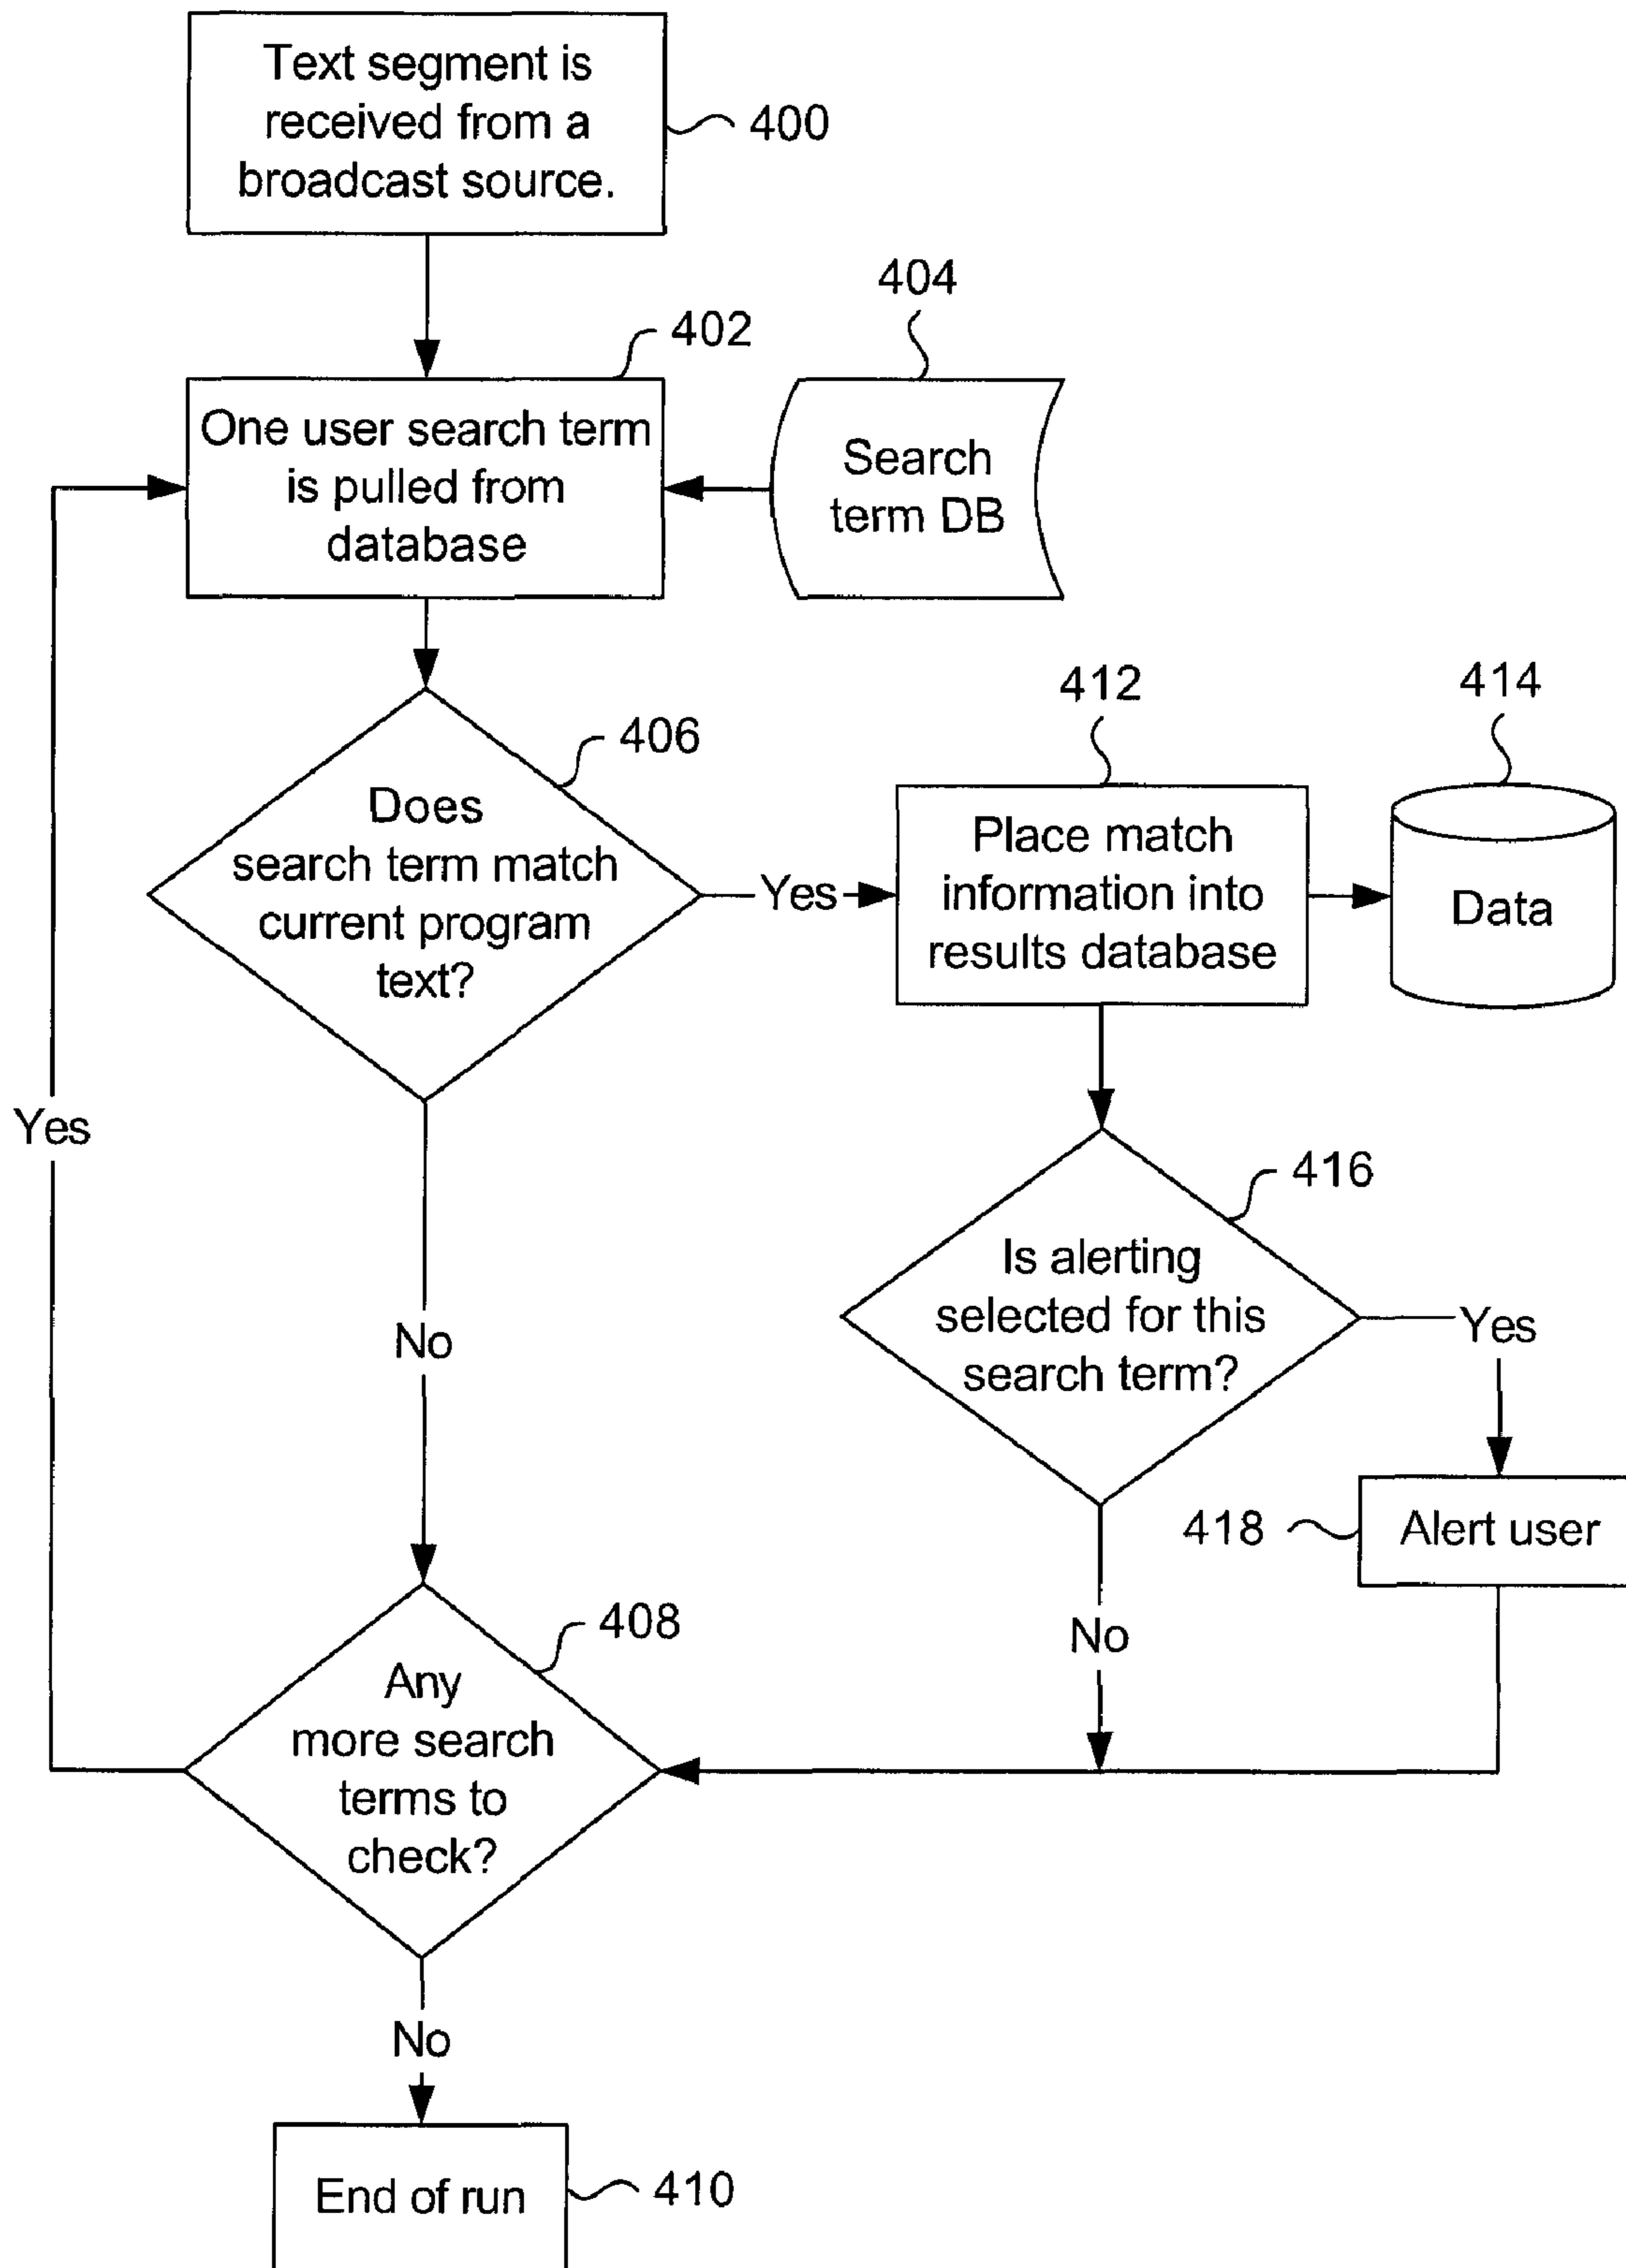 Text segment is
received from a
broadcast source.
400
402
404
One user search term
is pulled from
database
Search
term DB
406
Does
search term match
current program
text?
Yes
412
Place match
information into
results database
414
Data
Yes
No
416
Is alerting
selected for this
search term?
Yes
418
Alert user
No
408
Any
more search
terms to
check?
No
End of run
410